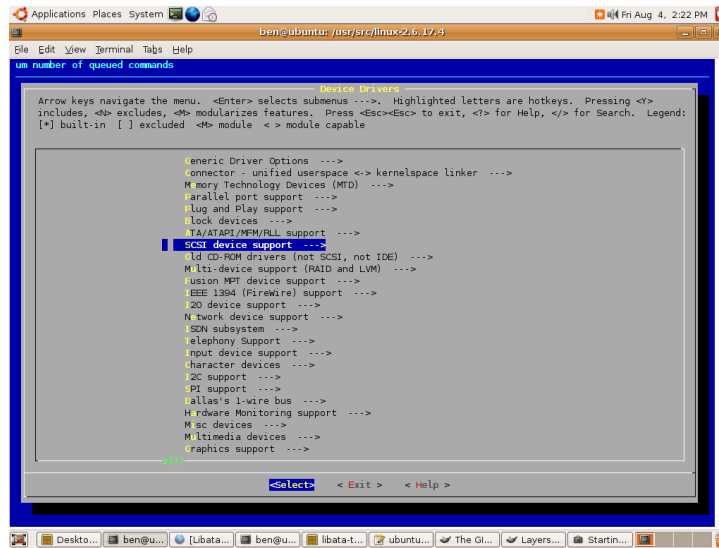 Applications Places System
Fri Aug 4, 2:22 PM
ben@ubuntu: /usr/src/linux-2.6.17.4
File Edit View Terminal Tabs Help
um number of queued commands
Device Drivers
Arrow keys navigate the menu. <Enter> selects submenus --->. Highlighted letters are hotkeys. Pressing <Y>
includes, <N> excludes, <M> modularizes features. Press <Esc><Esc> to exit, <?> for Help, </> for Search. Legend:
[*] built-in [ ] excluded <M> module < > module capable
Generic Driver Options --->
Connector - unified userspace <-> kernelspace linker --->
Memory Technology Devices (MTD) --->
Parallel port support --->
Plug and Play support --->
Block devices --->
ATA/ATAPI/MFM/RLL support --->
SCSI device support --->
Old CD-ROM drivers (not SCSI, not IDE) --->
Multi-device support (RAID and LVM) --->
Fusion MPT device support --->
IEEE 1394 (FireWire) support --->
I2O device support --->
Network device support --->
ISDN subsystem --->
Telephony Support --->
Input device support --->
Character devices --->
I2C support --->
SPI support --->
Dallas's 1-wire bus --->
Hardware Monitoring support --->
Misc devices --->
Multimedia devices --->
Graphics support --->
v(+)
<Select> < Exit > < Help >
Deskto... ben@u... [Libata... ben@u... libata-t... ubuntu... The GI... Layers... Startin...